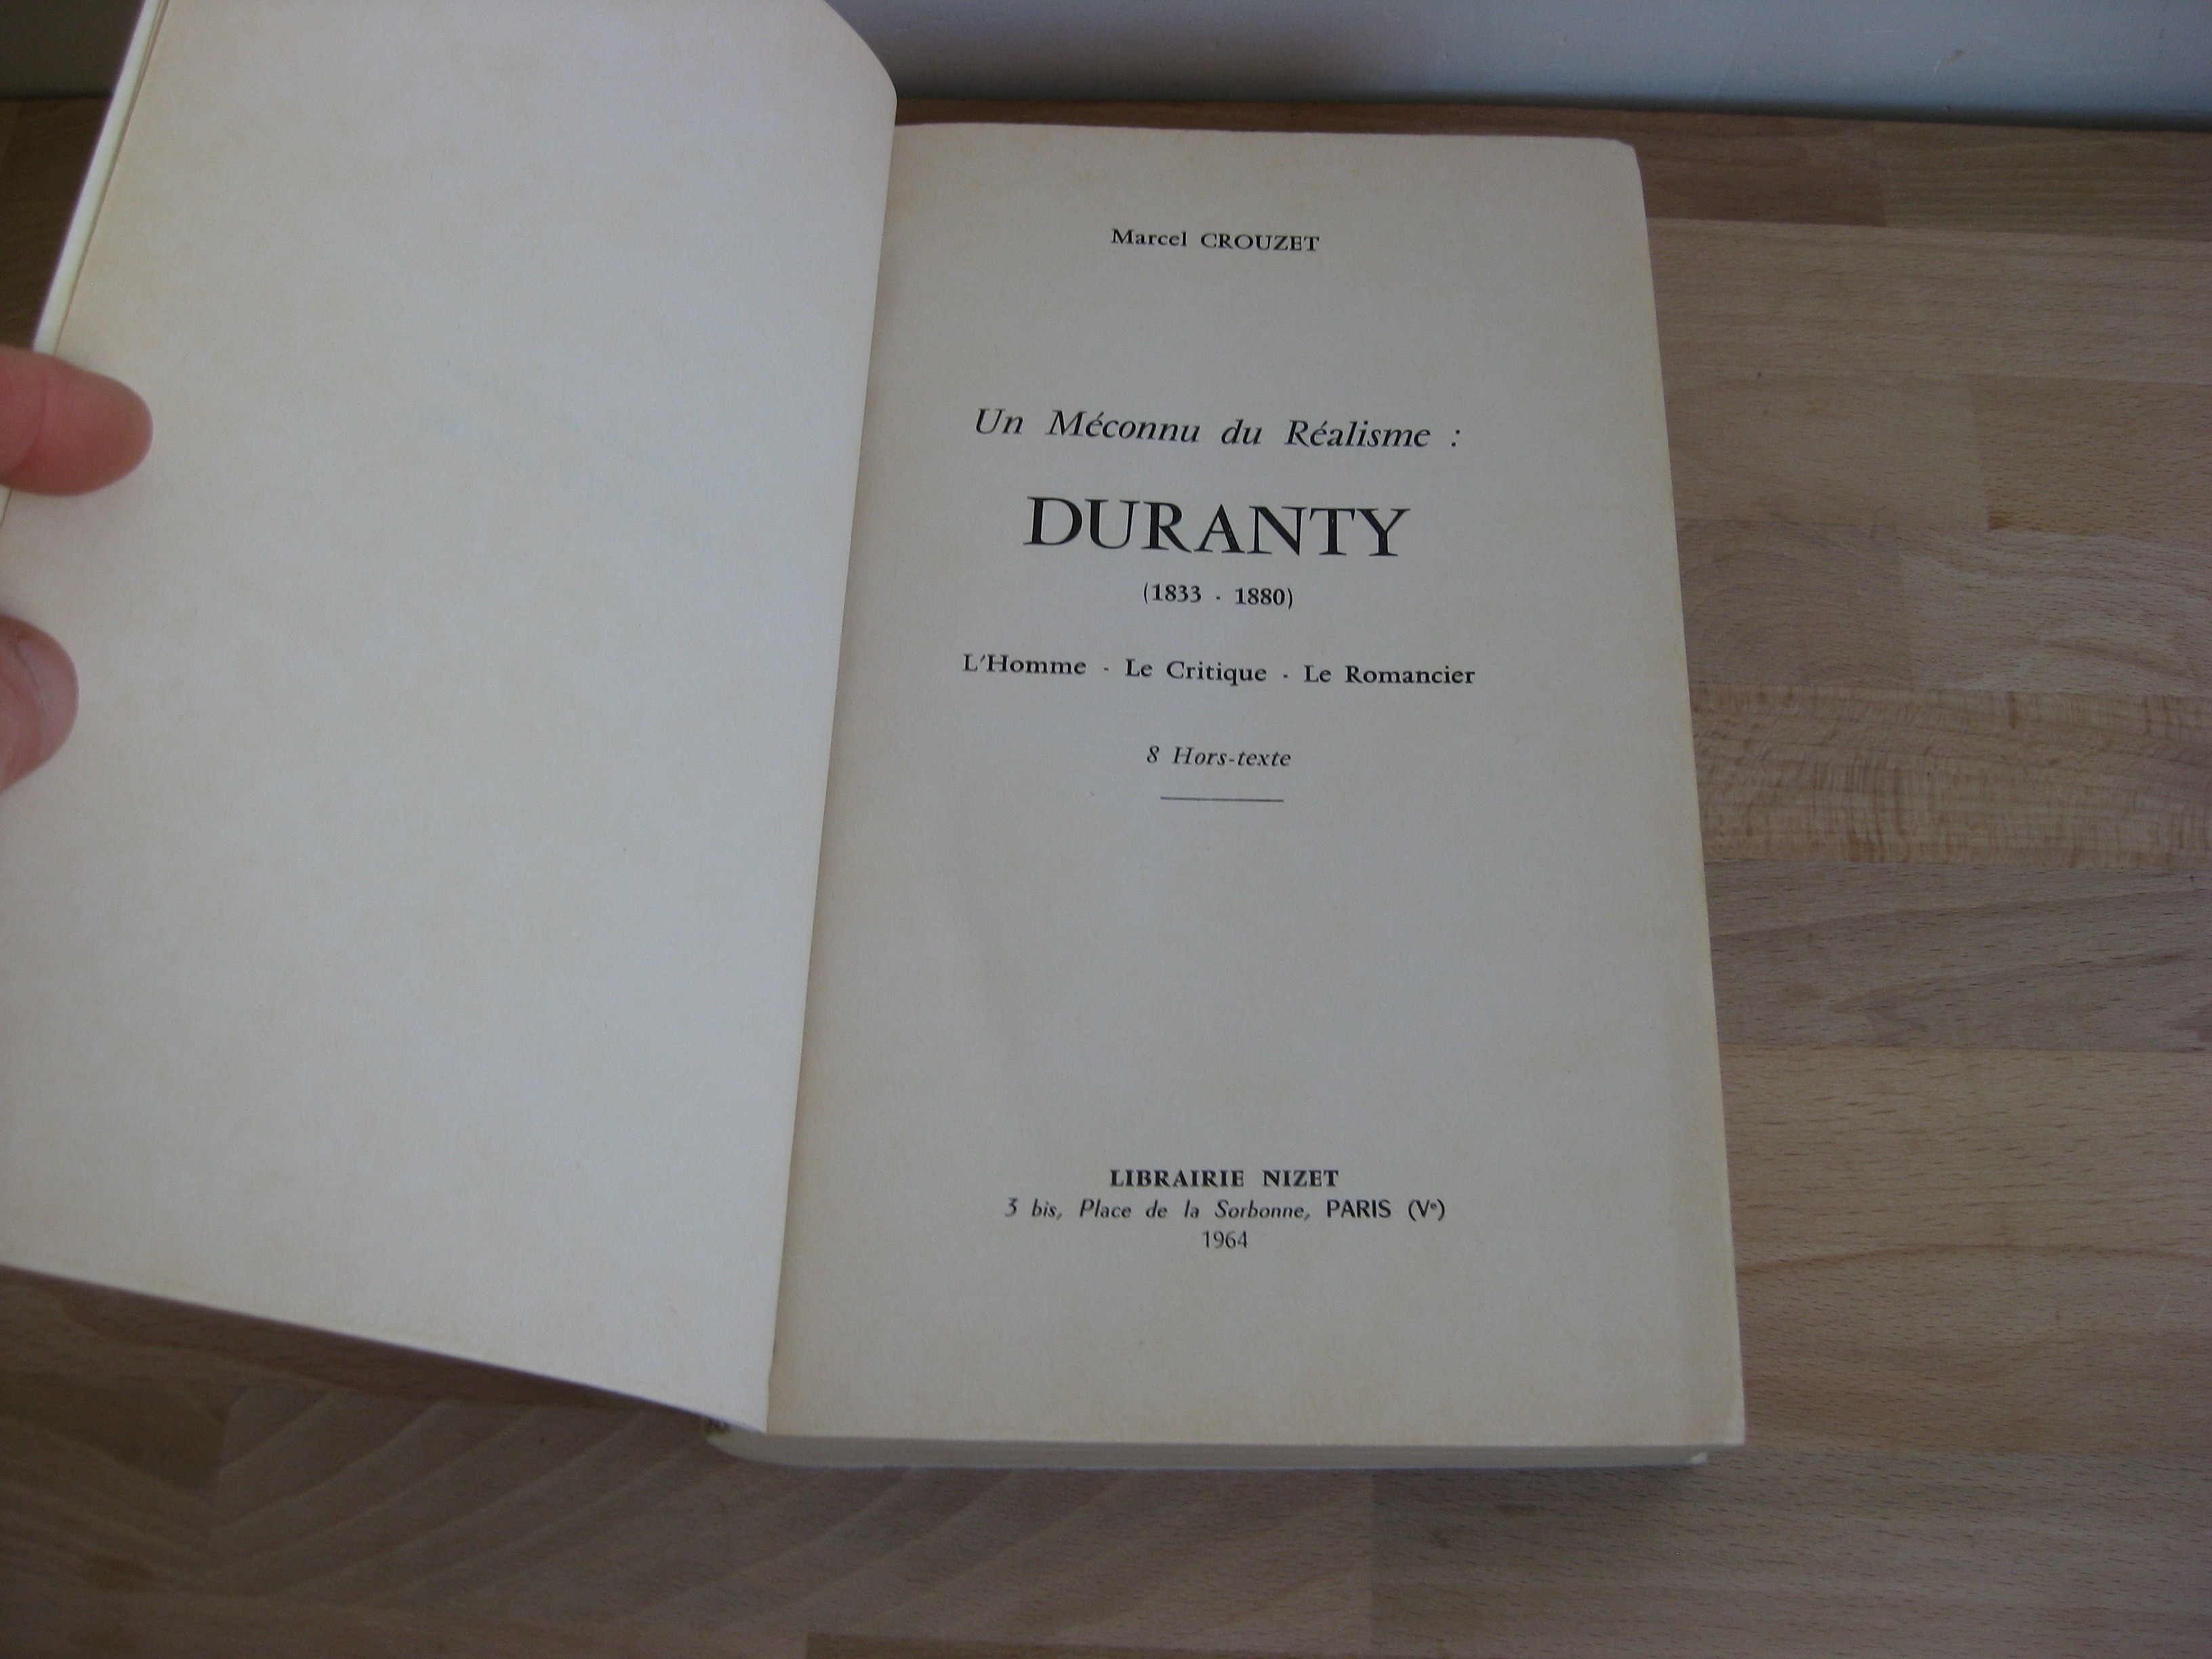 Marcel CROUZET
Un Méconnu du Réalisme :
DURANTY
(1833 - 1880)
L'Homme - Le Critique - Le Romancier
8 Hors-texte
LIBRAIRIE NIZET
3 bis, Place de la Sorbonne, PARIS (Ve)
1964